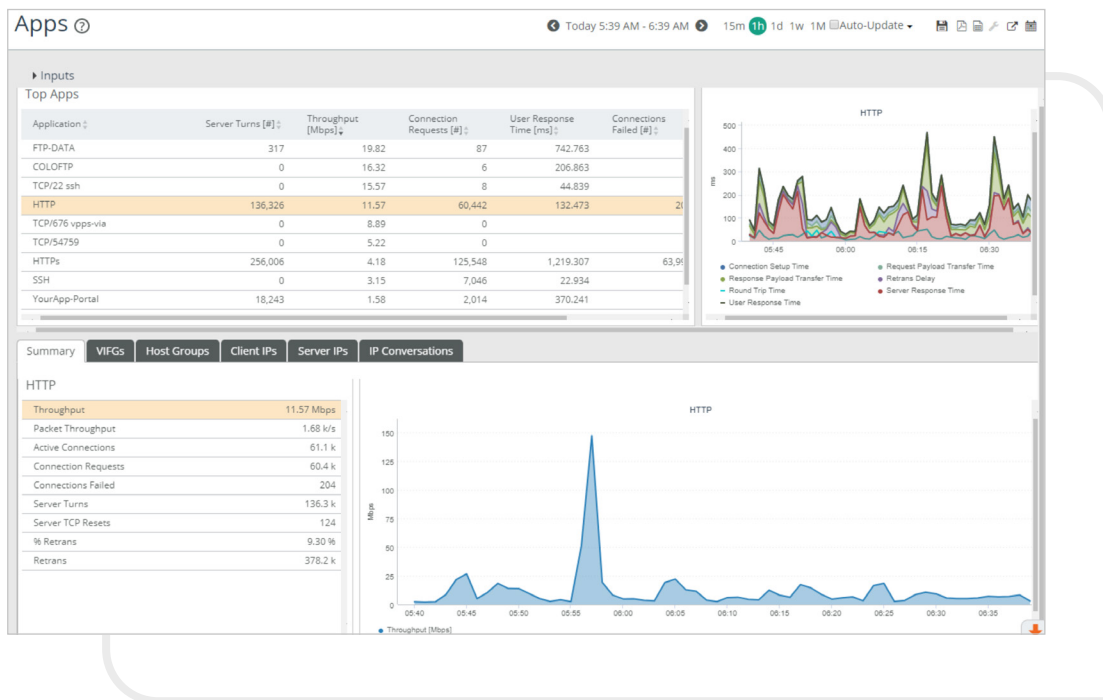 Apps
Today 5:39 AM - 6:39 AM 15m 1h 1d 1w 1M Auto-Update
Inputs
Top Apps
Application Server Turns [#] Throughput [Mbps] Connection Requests [#] User Response Time [ms] Connections Failed [#]
FTP-DATA 317 19.82 87 742.763
COLOFTP 0 16.32 6 206.863
TCP/22 ssh 0 15.57 8 44.839
HTTP 136,326 11.57 60,442 132.473 20
TCP/676 vpps-via 0 8.89 0
TCP/54759 0 5.22 0
HTTPs 256,006 4.18 125,548 1,219.307 63,99
SSH 0 3.15 7,046 22.934
YourApp-Portal 18,243 1.58 2,014 370.241
HTTP
500
400
300
200
100
0
ms
05:45 06:00 06:15 06:30
Connection Setup Time Request Payload Transfer Time
Response Payload Transfer Time Retrans Delay
Round Trip Time Server Response Time
User Response Time
Summary VIFGs Host Groups Client IPs Server IPs IP Conversations
HTTP
Throughput 11.57 Mbps
Packet Throughput 1.68 k/s
Active Connections 61.1 k
Connection Requests 60.4 k
Connections Failed 204
Server Turns 136.3 k
Server TCP Resets 124
% Retrans 9.30 %
Retrans 378.2 k
HTTP
150
125
100
75
50
25
0
Mbps
05:40 05:45 05:50 05:55 06:00 06:05 06:10 06:15 06:20 06:25 06:30 06:35
Throughput [Mbps]